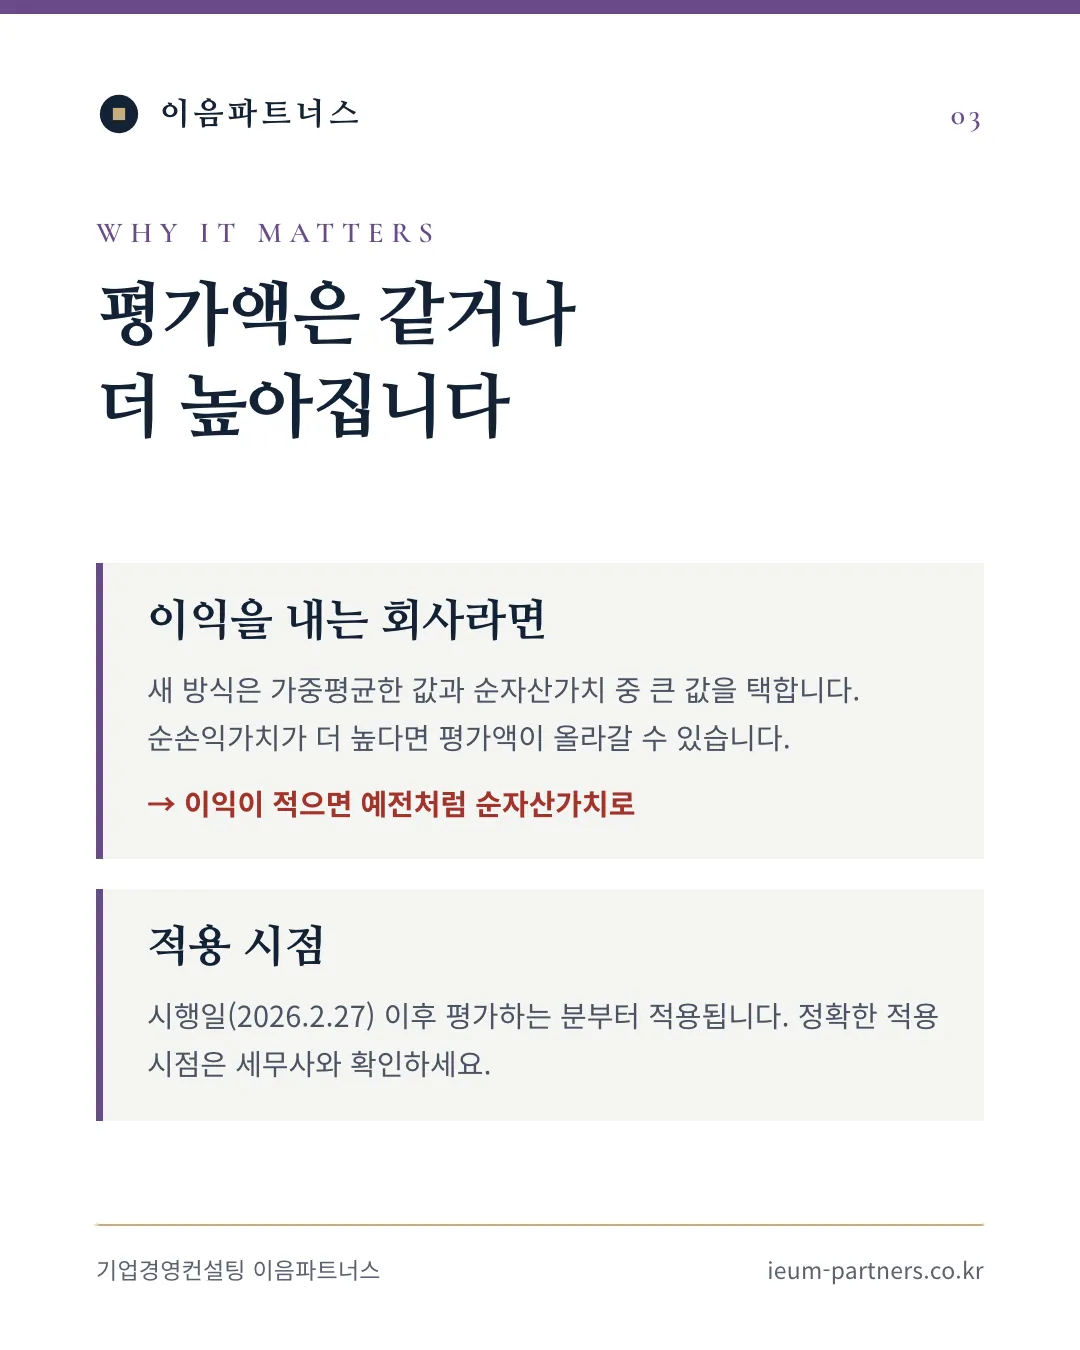 이음파트너스
03
WHY IT MATTERS
평가액은 같거나
더 높아집니다
이익을 내는 회사라면
새 방식은 가중평균한 값과 순자산가치 중 큰 값을 택합니다.
순손익가치가 더 높다면 평가액이 올라갈 수 있습니다.
→ 이익이 적으면 예전처럼 순자산가치로
적용 시점
시행일(2026.2.27) 이후 평가하는 분부터 적용됩니다. 정확한 적용
시점은 세무사와 확인하세요.
기업경영컨설팅 이음파트너스
ieum-partners.co.kr